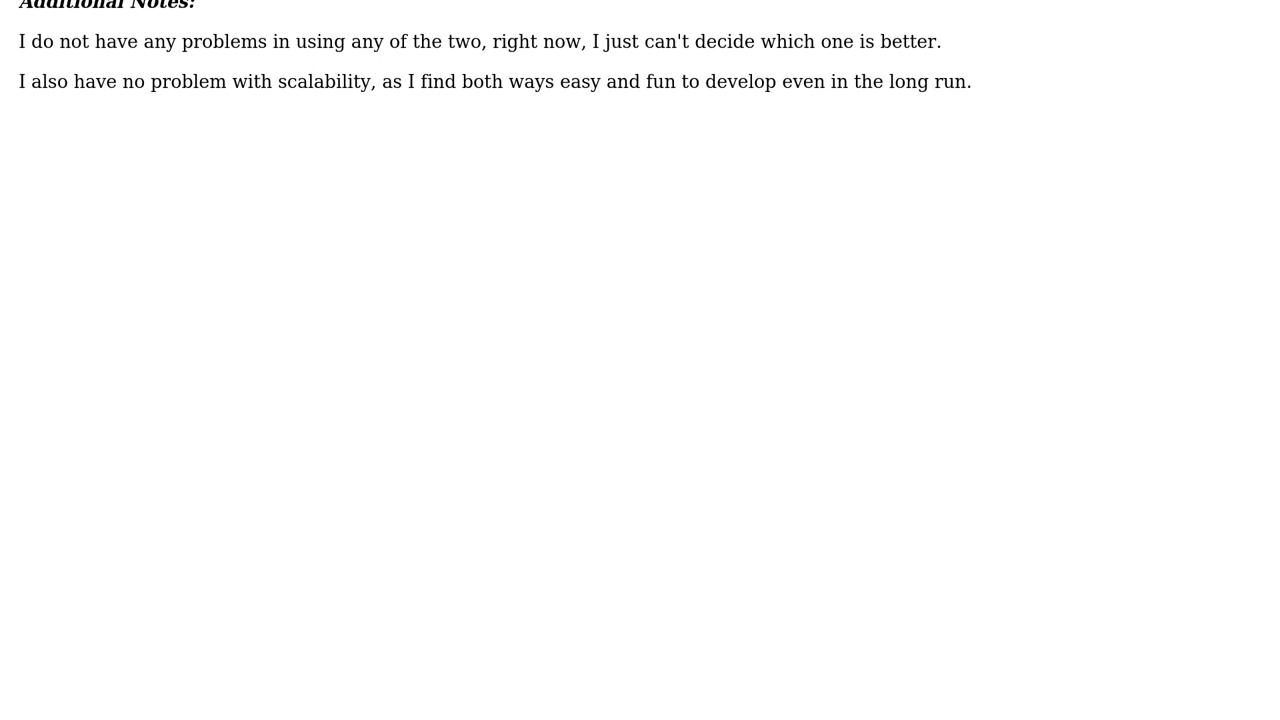 Additional Notes:
I do not have any problems in using any of the two, right now, I just can't decide which one is better.
I also have no problem with scalability, as I find both ways easy and fun to develop even in the long run.